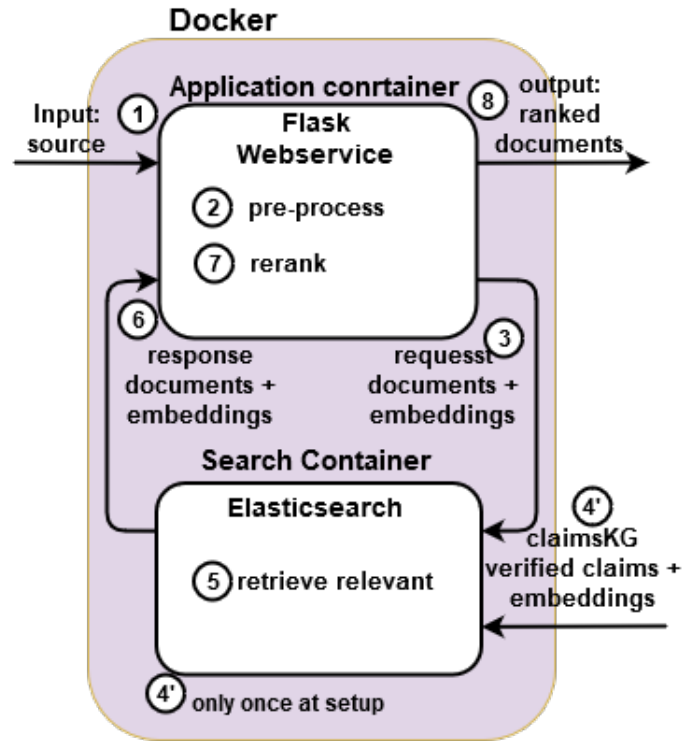 Docker
Application conrtainer
Input:
source
1
8
output:
ranked
documents
Flask
Webservice
2 pre-process
7 rerank
6
response
documents +
embeddings
3
requesst
documents +
embeddings
Search Container
Elasticsearch
5 retrieve relevant
4'
claimsKG
verified claims +
embeddings
4' only once at setup